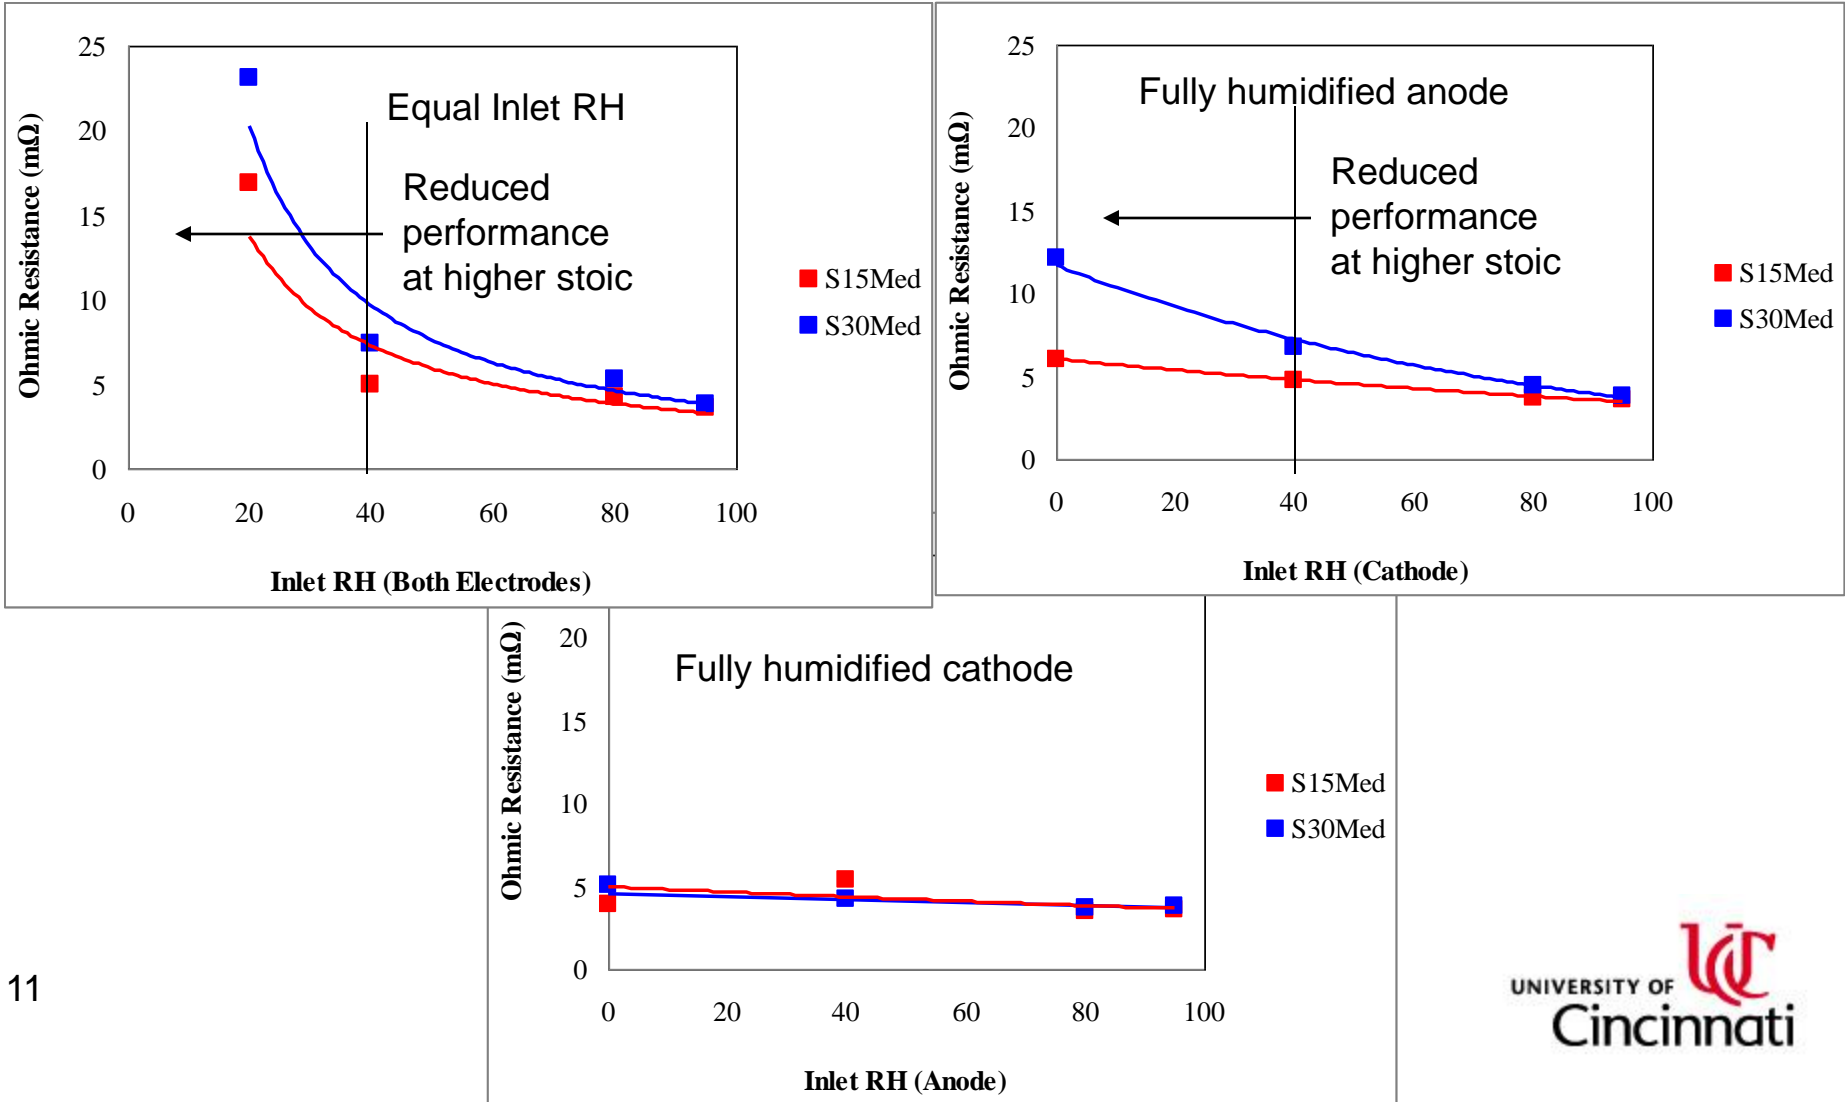 25
20
15
10
5
0
0 20 40 60 80 100
Ohmic Resistance (mΩ)
Inlet RH (Both Electrodes)
Equal Inlet RH
Reduced
performance
at higher stoic
S15Med
S30Med
25
20
15
10
5
0
0 20 40 60 80 100
Ohmic Resistance (mΩ)
Inlet RH (Cathode)
Fully humidified anode
Reduced
performance
at higher stoic
S15Med
S30Med
20
15
10
5
0
0 20 40 60 80 100
Ohmic Resistance (mΩ)
Inlet RH (Anode)
Fully humidified cathode
S15Med
S30Med
11
UC
UNIVERSITY OF
Cincinnati